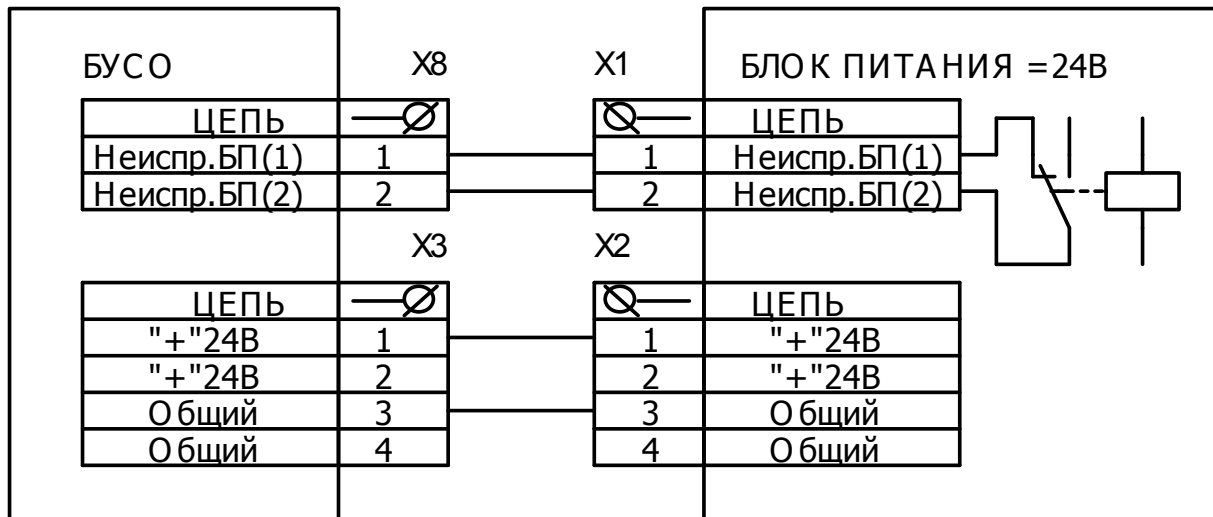 БУСО X8 X1 БЛОК ПИТАНИЯ =24В
ЦЕПЬ ЦЕПЬ
Неиспр.БП(1) 1 1 Неиспр.БП(1)
Неиспр.БП(2) 2 2 Неиспр.БП(2)
X3 X2
ЦЕПЬ ЦЕПЬ
"+"24В 1 1 "+"24В
"+"24В 2 2 "+"24В
Общий 3 3 Общий
Общий 4 4 Общий